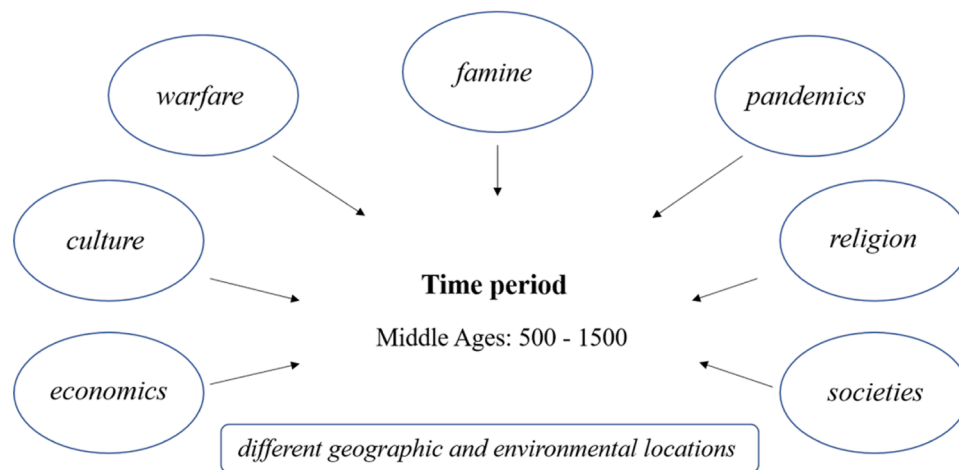 famine
warfare
pandemics
culture
religion
Time period
Middle Ages: 500 - 1500
economics
societies
different geographic and environmental locations